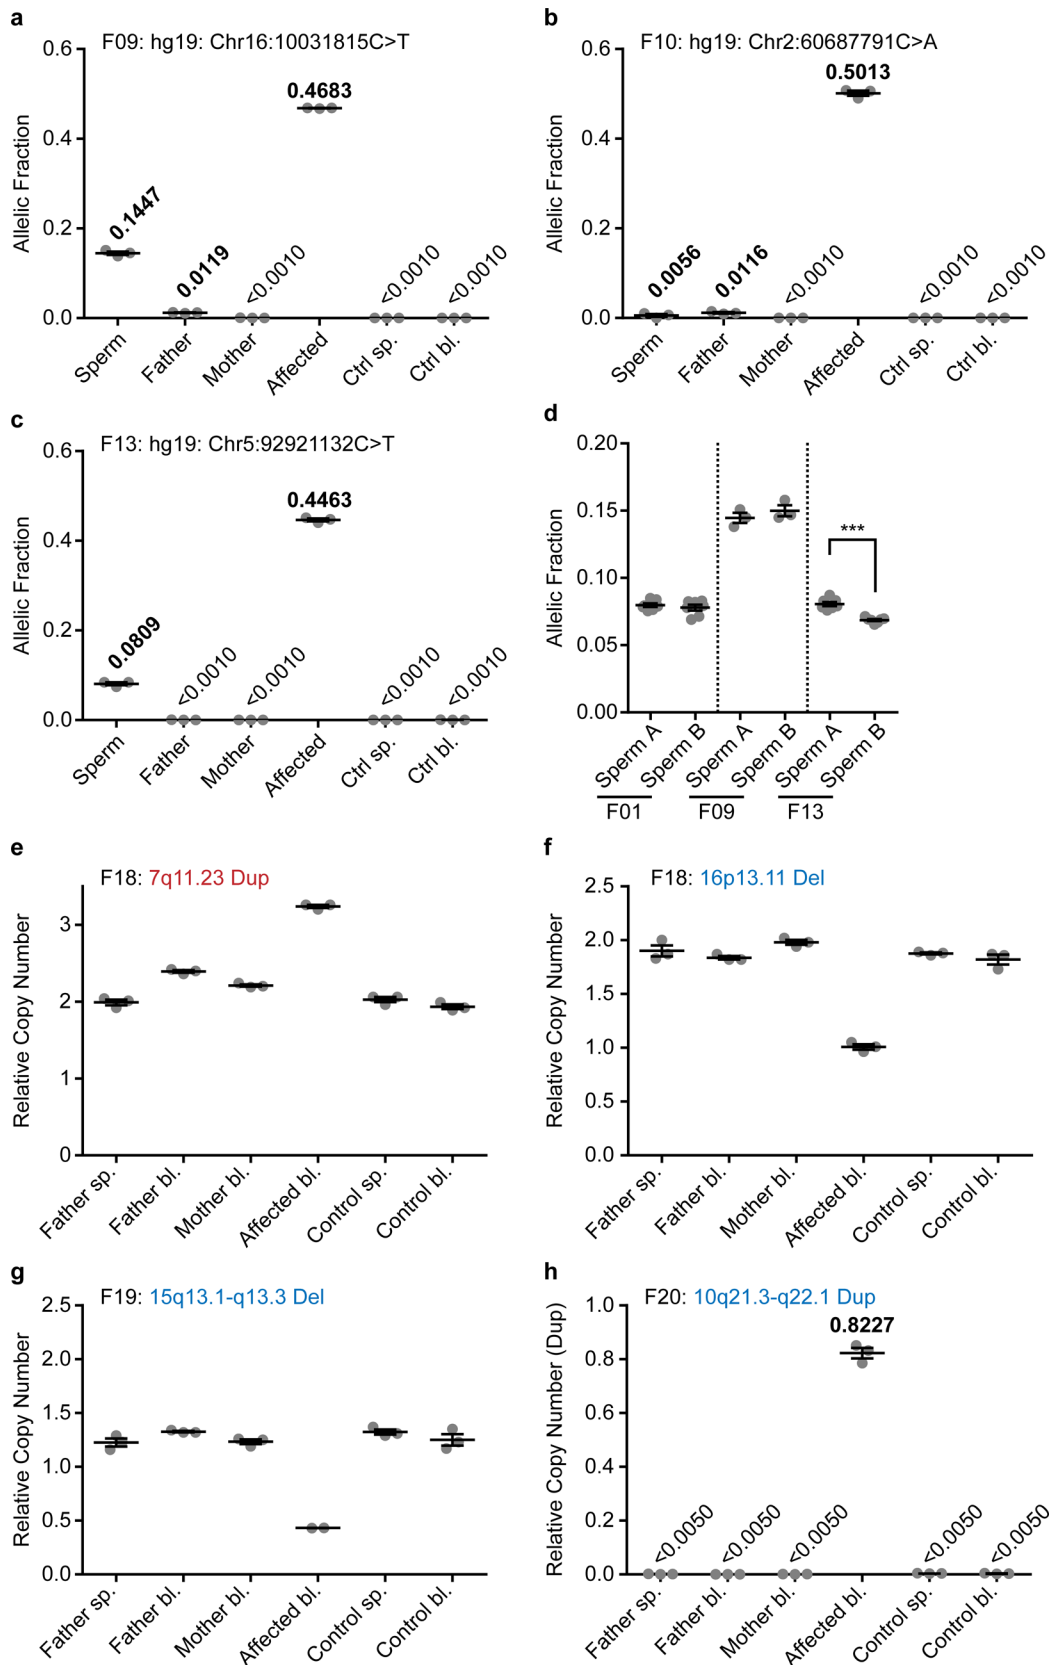 a
F09: hg19: Chr16:10031815C>T
Allelic Fraction
0.6
0.4
0.2
0.0
0.1447
0.0119
<0.0010
0.4683
<0.0010
<0.0010
Sperm
Father
Mother
Affected
Ctrl sp.
Ctrl bl.
b
F10: hg19: Chr2:60687791C>A
Allelic Fraction
0.6
0.4
0.2
0.0
0.0056
0.0116
<0.0010
0.5013
<0.0010
<0.0010
Sperm
Father
Mother
Affected
Ctrl sp.
Ctrl bl.
c
F13: hg19: Chr5:92921132C>T
Allelic Fraction
0.6
0.4
0.2
0.0
0.0809
<0.0010
<0.0010
0.4463
<0.0010
<0.0010
Sperm
Father
Mother
Affected
Ctrl sp.
Ctrl bl.
d
Allelic Fraction
0.20
0.15
0.10
0.05
0.00
***
Sperm A
Sperm B
Sperm A
Sperm B
Sperm A
Sperm B
F01
F09
F13
e
F18: 7q11.23 Dup
Relative Copy Number
3
2
1
0
Father sp.
Father bl.
Mother bl.
Affected bl.
Control sp.
Control bl.
f
F18: 16p13.11 Del
Relative Copy Number
2.5
2.0
1.5
1.0
0.5
0.0
Father sp.
Father bl.
Mother bl.
Affected bl.
Control sp.
Control bl.
g
F19: 15q13.1-q13.3 Del
Relative Copy Number
2.5
2.0
1.5
1.0
0.5
0.0
Father sp.
Father bl.
Mother bl.
Affected bl.
Control sp.
Control bl.
h
F20: 10q21.3-q22.1 Dup
Relative Copy Number (Dup)
1.0
0.8
0.6
0.4
0.2
0.0
<0.0050
<0.0050
<0.0050
0.8227
<0.0050
<0.0050
Father sp.
Father bl.
Mother bl.
Affected bl.
Control sp.
Control bl.